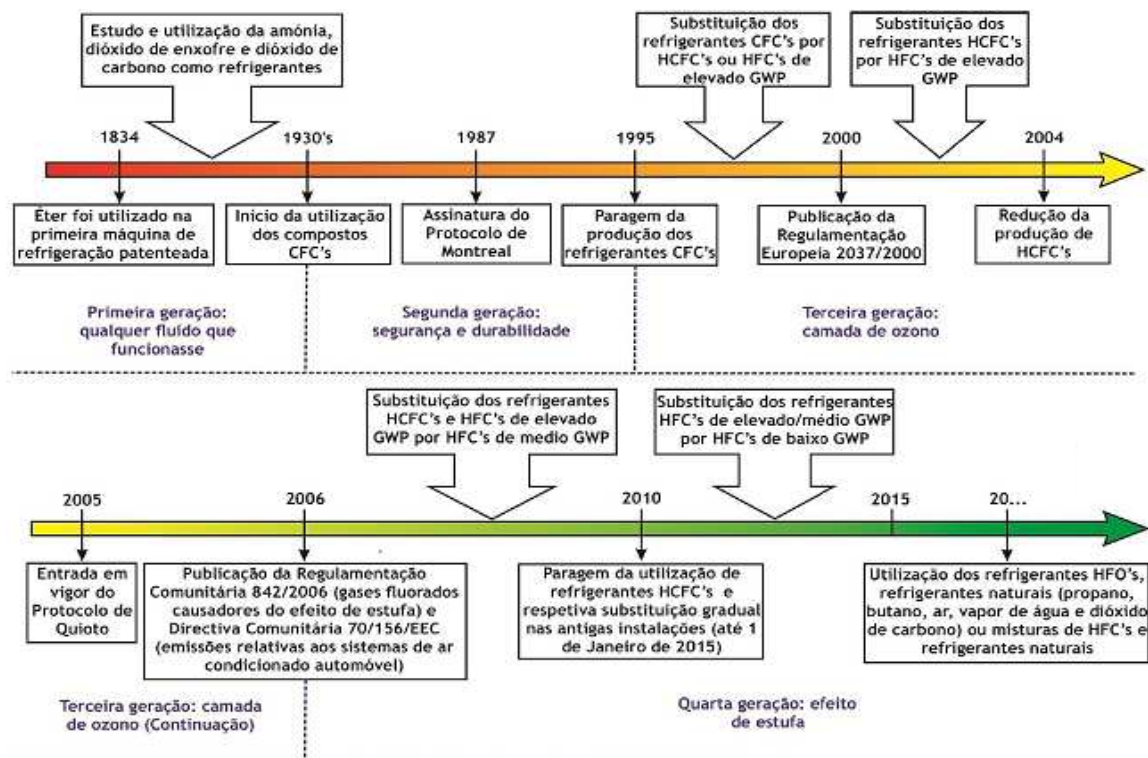 Estudo e utilização da amónia,
dióxido de enxofre e dióxido de
carbono como refrigerantes
Substituição dos
refrigerantes CFC's por
HCFC's ou HFC's de
elevado GWP
Substituição dos
refrigerantes HCFC's
por HFC's de elevado
GWP
1834
1930's
1987
1995
2000
2004
Éter foi utilizado na
primeira máquina de
refrigeração patenteada
Inicio da utilização
dos compostos
CFC's
Assinatura do
Protocolo de
Montreal
Paragem da
produção dos
refrigerantes CFC's
Publicação da
Regulamentação
Europeia 2037/2000
Redução da
produção de
HCFC's
Primeira geração:
qualquer fluído que
funcionasse
Segunda geração:
segurança e durabilidade
Terceira geração:
camada de ozono
Substituição dos refrigerantes
HCFC's e HFC's de elevado
GWP por HFC's de medio GWP
Substituição dos refrigerantes
HFC's de elevado/médio GWP
por HFC's de baixo GWP
2005
2006
2010
2015
20...
Entrada em
vigor do
Protocolo de
Quioto
Publicação da Regulamentação
Comunitária 842/2006 (gases fluorados
causadores do efeito de estufa) e
Directiva Comunitária 70/156/EEC
(emissões relativas aos sistemas de ar
condicionado automóvel)
Paragem da utilização de
refrigerantes HCFC's e
respetiva substituição gradual
nas antigas instalações (até 1
de Janeiro de 2015)
Utilização dos refrigerantes HFO's,
refrigerantes naturais (propano,
butano, ar, vapor de água e dióxido
de carbono) ou misturas de HFC's e
refrigerantes naturais
Terceira geração: camada
de ozono (Continuação)
Quarta geração: efeito
de estufa